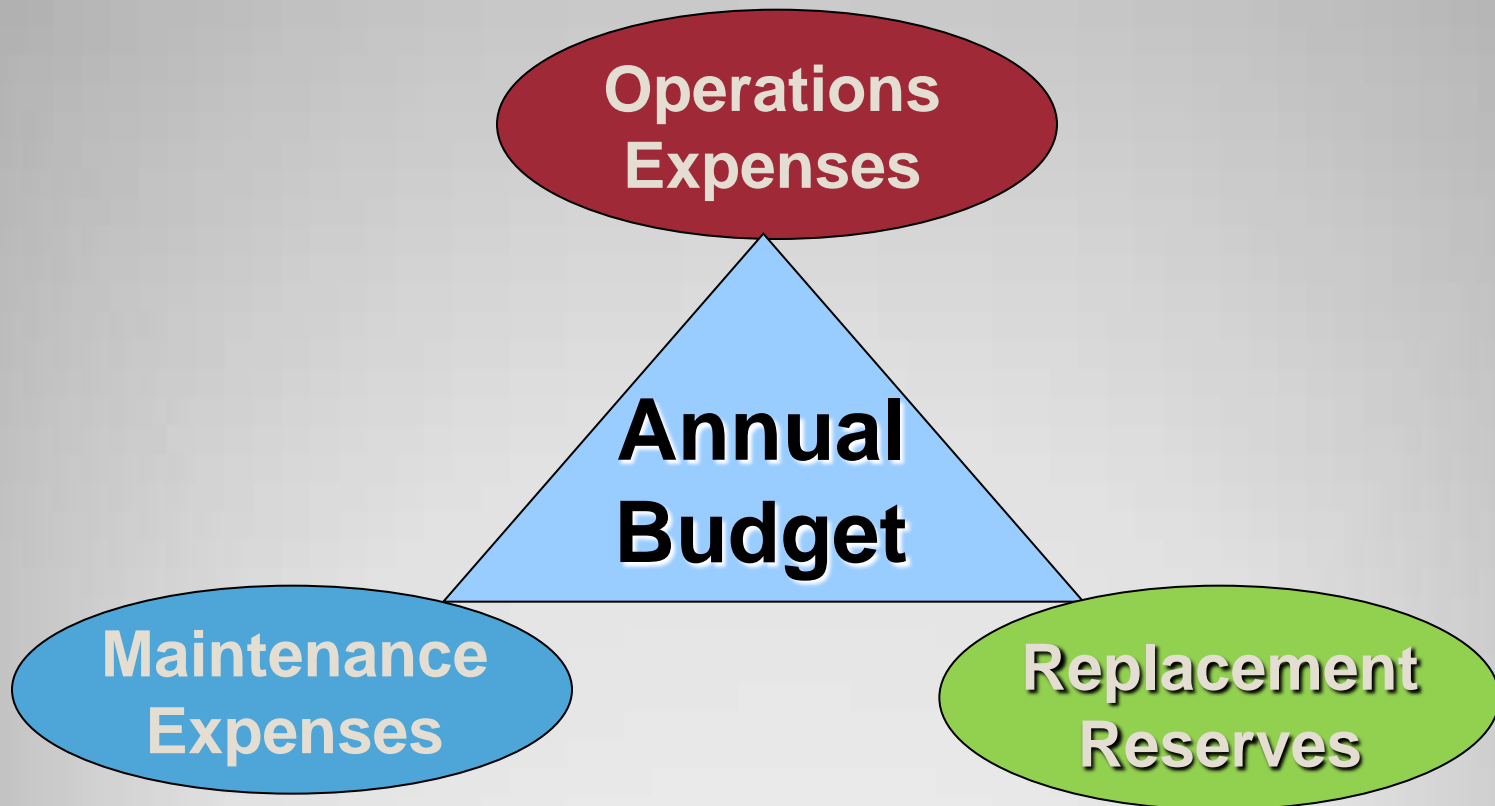 Operations
Expenses
Annual
Budget
Maintenance
Expenses
Replacement
Reserves